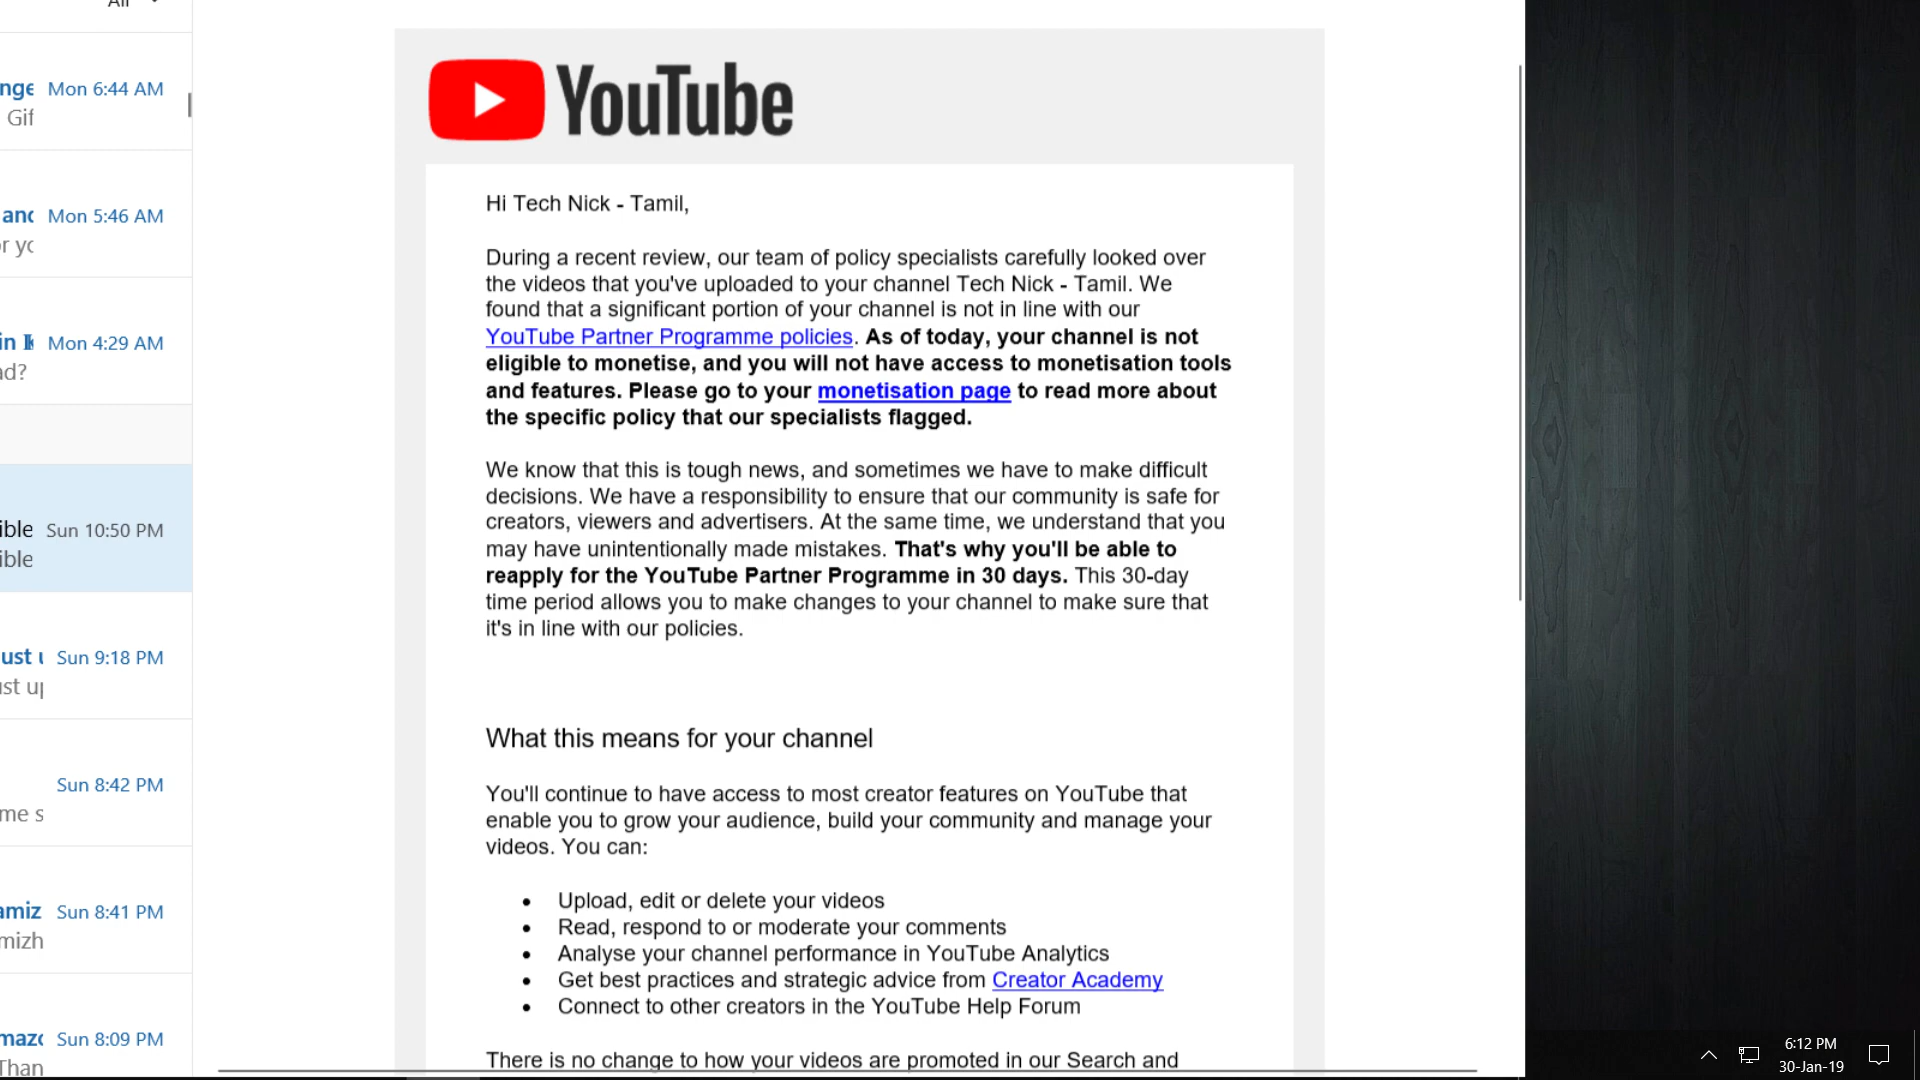 All
Mon 6:44 AM
Gif
Mon 5:46 AM
Mon 4:29 AM
ad?
ible Sun 10:50 PM
ible
ust Sun 9:18 PM
st up
Sun 8:42 PM
me s
amiz Sun 8:41 PM
mizh
Sun 8:09 PM
Than
YouTube
Hi Tech Nick - Tamil,
During a recent review, our team of policy specialists carefully looked over
the videos that you've uploaded to your channel Tech Nick - Tamil. We
found that a significant portion of your channel is not in line with our
YouTube Partner Programme policies. As of today, your channel is not
eligible to monetise, and you will not have access to monetisation tools
and features. Please go to your monetisation page to read more about
the specific policy that our specialists flagged.
We know that this is tough news, and sometimes we have to make difficult
decisions. We have a responsibility to ensure that our community is safe for
creators, viewers and advertisers. At the same time, we understand that you
may have unintentionally made mistakes. That's why you'll be able to
reapply for the YouTube Partner Programme in 30 days. This 30-day
time period allows you to make changes to your channel to make sure that
it's in line with our policies.
What this means for your channel
You'll continue to have access to most creator features on YouTube that
enable you to grow your audience, build your community and manage your
videos. You can:
• Upload, edit or delete your videos
• Read, respond to or moderate your comments
• Analyse your channel performance in YouTube Analytics
• Get best practices and strategic advice from Creator Academy
• Connect to other creators in the YouTube Help Forum
There is no change to how your videos are promoted in our Search and
6:12 PM
30-Jan-19